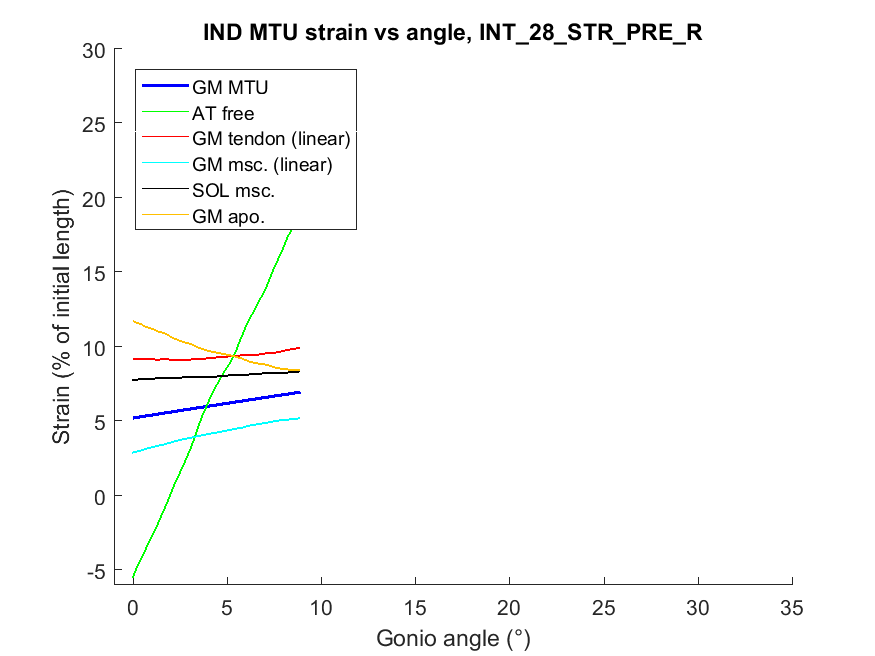 IND MTU strain vs angle, INT_28_STR_PRE_R
30
25
20
15
10
5
0
-5
Strain (% of initial length)
GM MTU
AT free
GM tendon (linear)
GM msc. (linear)
SOL msc.
GM apo.
0 5 10 15 20 25 30 35
Gonio angle (°)